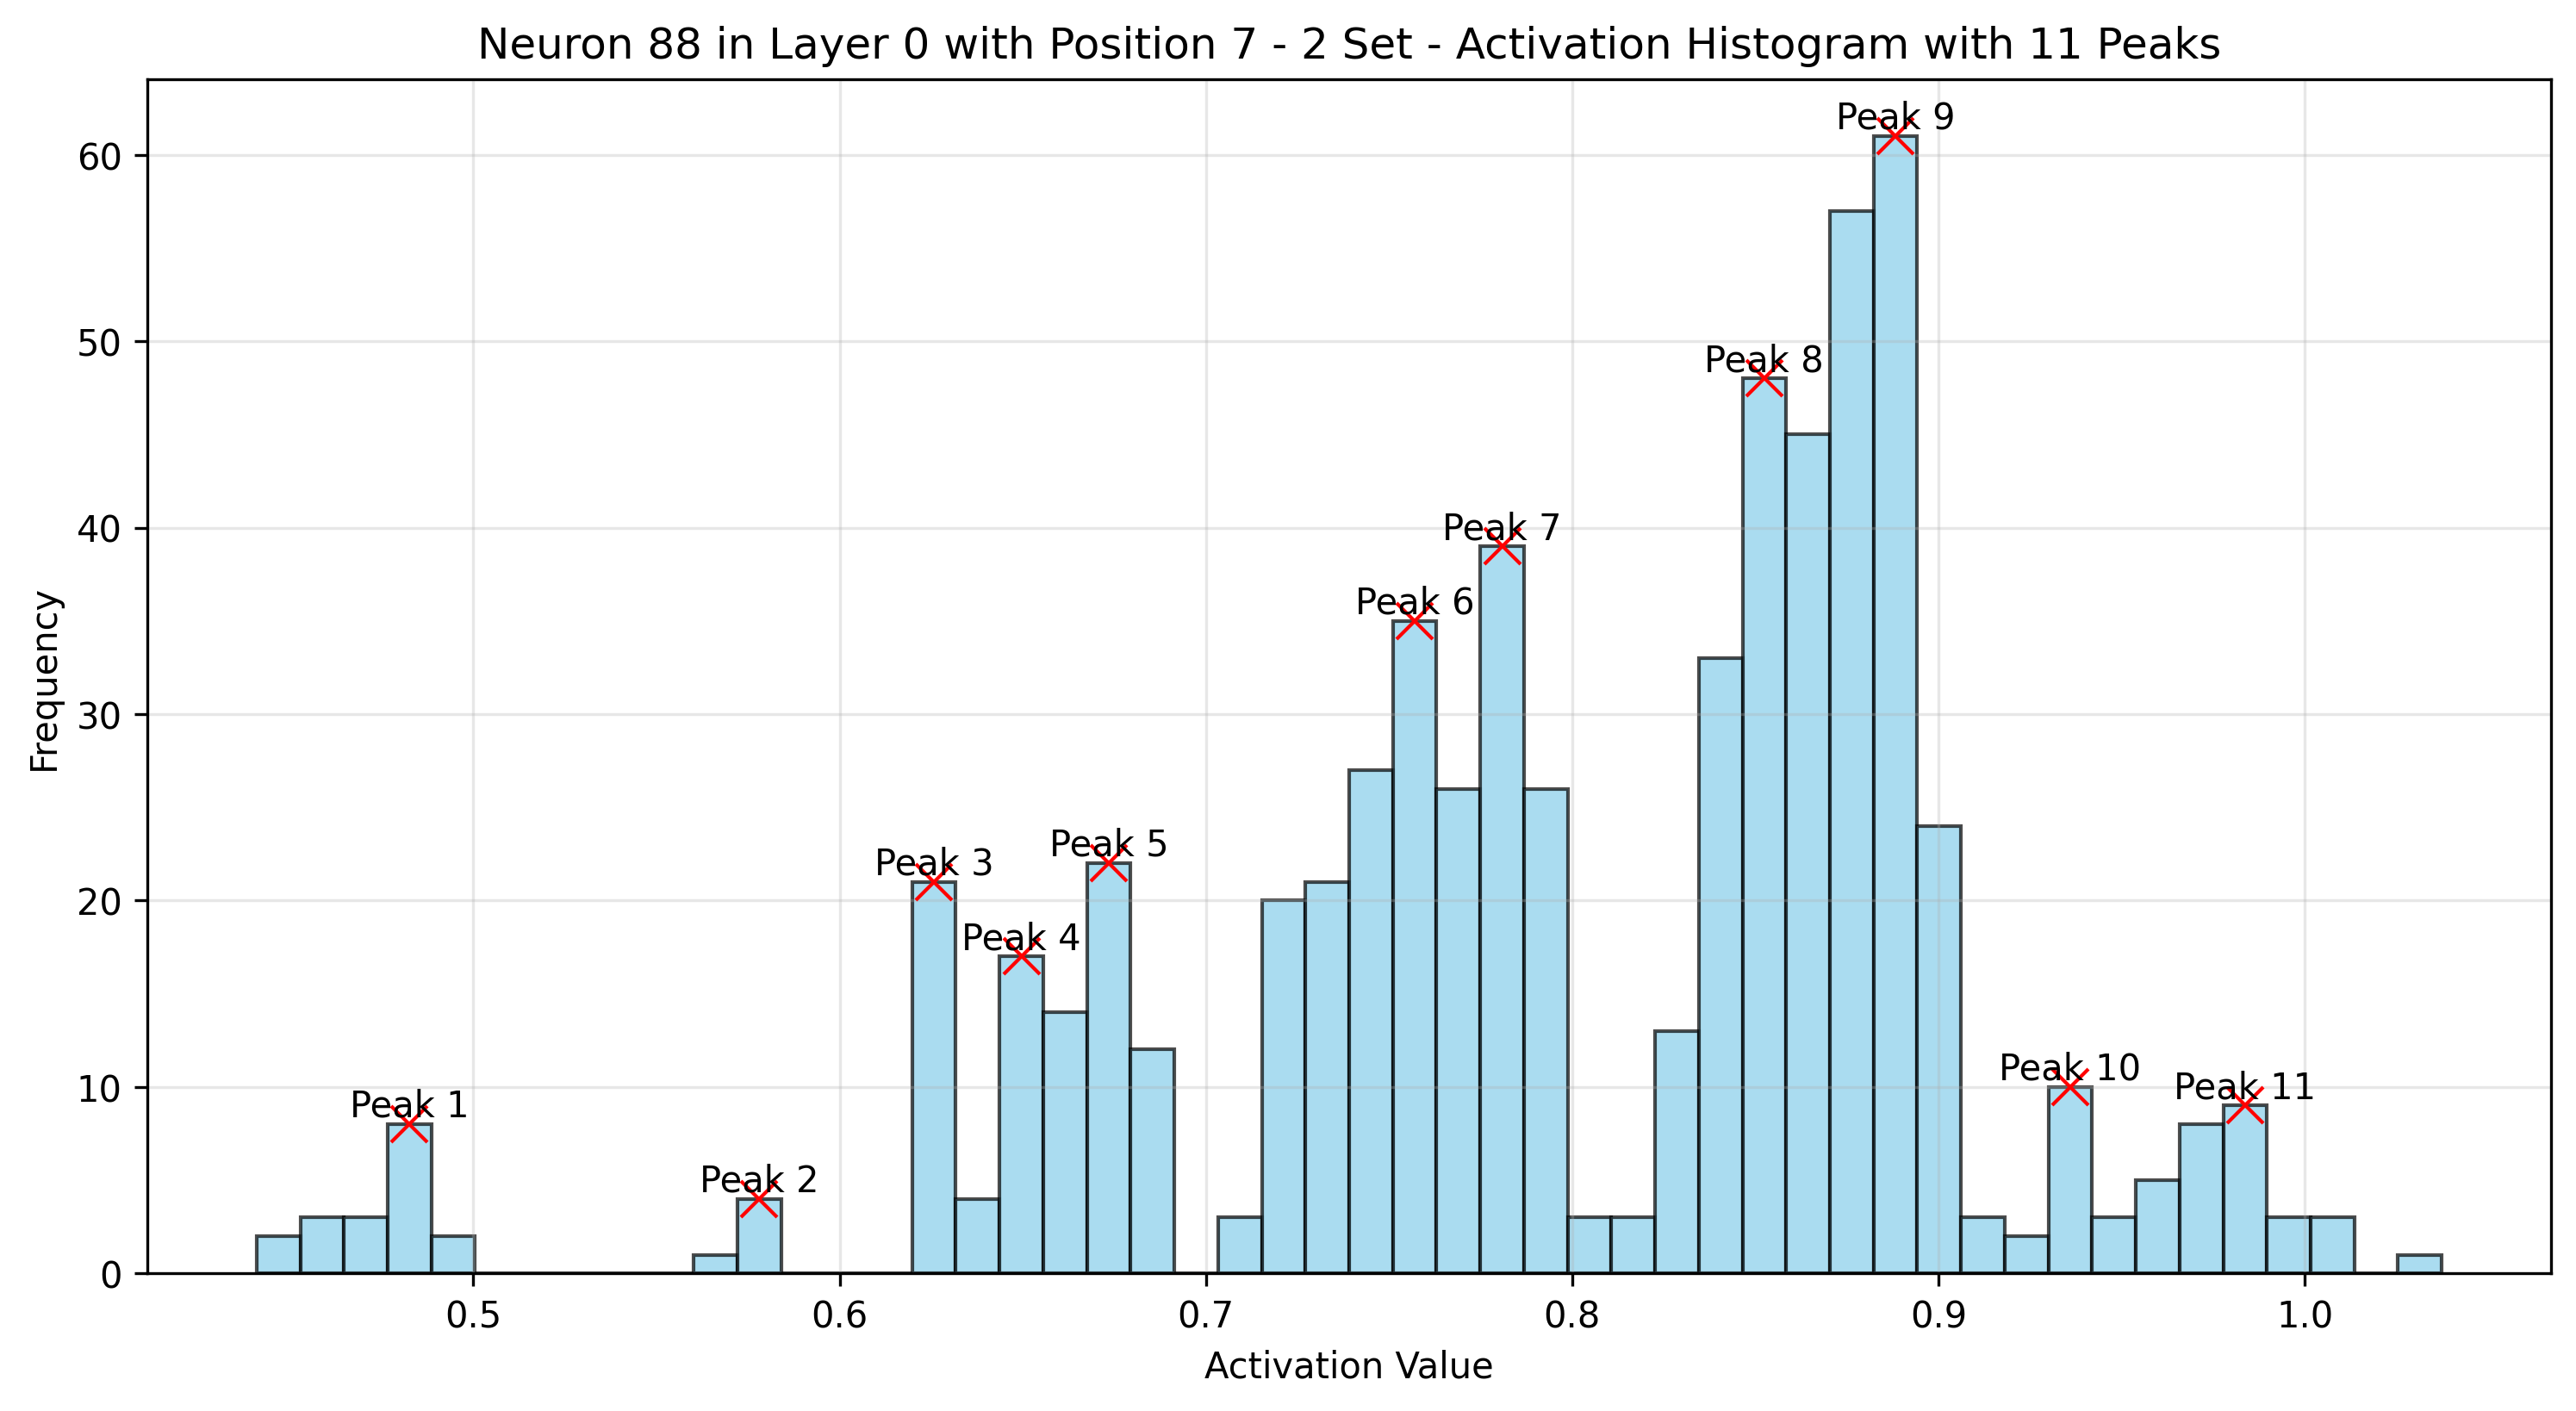 Neuron 88 in Layer 0 with Position 7 - 2 Set - Activation Histogram with 11 Peaks
Peak 9
60
50
Peak 8
40
Peak 7
Peak 6
Frequency
30
20
Peak 5
Peak 3
Peak 4
10
Peak 10
Peak 11
Peak 1
Peak 2
0
0.5 0.6 0.7 0.8 0.9 1.0
Activation Value